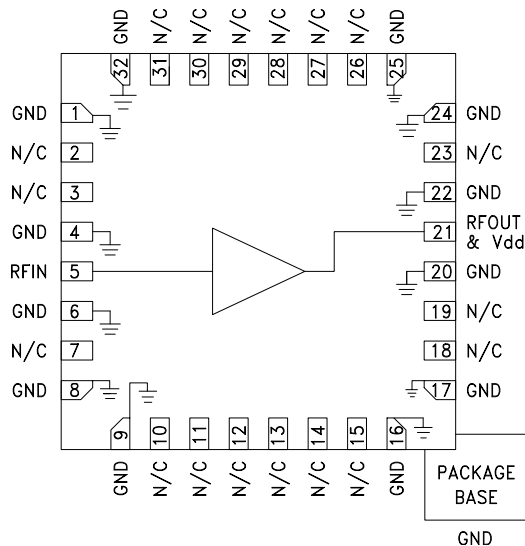 GND N/C N/C N/C N/C N/C N/C GND
32 31 30 29 28 27 26 25
GND 1
N/C 2
N/C 3
GND 4
RFIN 5
GND 6
N/C 7
GND 8
24 GND
23 N/C
22 GND
21 RFOUT
& Vdd
20 GND
19 N/C
18 N/C
17 GND
9 10 11 12 13 14 15 16
GND N/C N/C N/C N/C N/C N/C GND
PACKAGE
BASE
GND